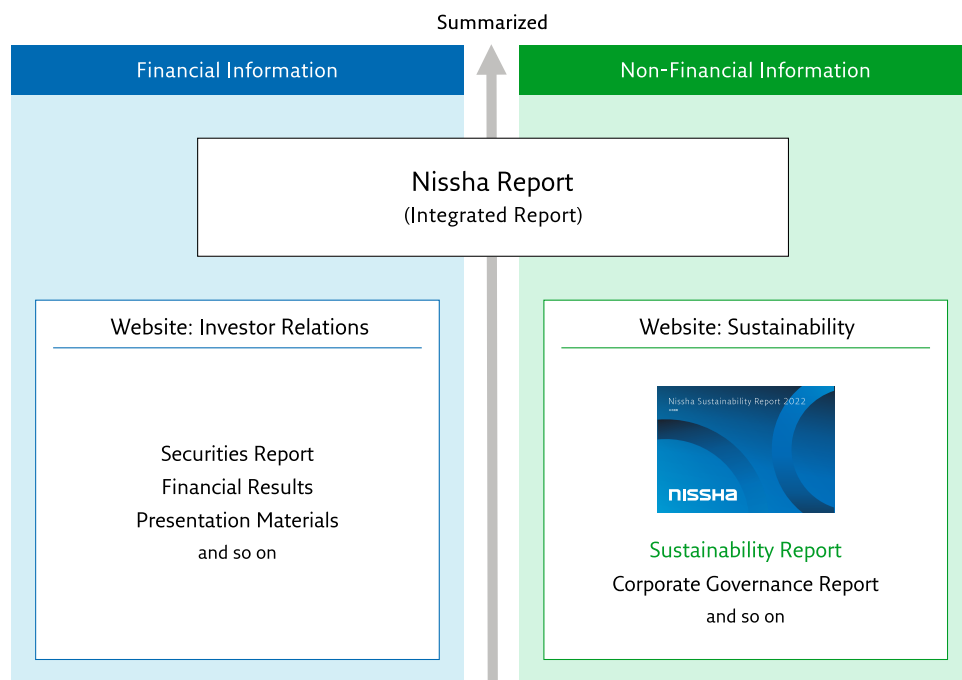 Summarized
Financial Information
Non-Financial Information
Nissha Report
(Integrated Report)
Website: Investor Relations
Securities Report
Financial Results
Presentation Materials
and so on
Website: Sustainability
Nissha Sustainability Report 2022
nissha
Sustainability Report
Corporate Governance Report
and so on